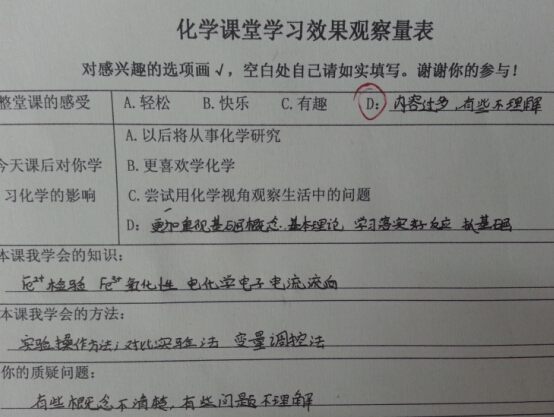 化学课堂学习效果观察量表
对感兴趣的选项画√，空白处自己请如实填写。谢谢你的参与！
整堂课的感受 A.轻松 B.快乐 C.有趣 D：内容过多，有些不理解
A.以后将从事化学研究
今天课后对你学 B.更喜欢学化学
习化学的影响 C.尝试用化学视角观察生活中的问题
D：更加重视基础概念.基本理论，学习落实 反应 基础
本课我学会的知识：
Fe²⁺检验 Fe³⁺氧化性 电化学电子电流流向
本课我学会的方法：
实验操作方法，对比实验法 变量调控法
你的质疑问题：
有些概念不清楚，有些问题不理解